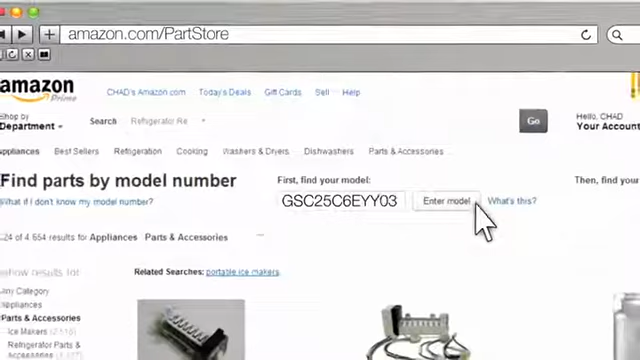 amazon.com/PartStore
amazon
Prime
CHAD's Amazon.com Today's Deals Gift Cards Sell Help
Shop by
Department
Search Refrigerator Re
Go
Hello, CHAD
Your Account
Appliances Best Sellers Refrigeration Cooking Washers & Dryers Dishwashers Parts & Accessories
Find parts by model number
What if I don't know my model number?
First, find your model:
GSC25C6EYY03 Enter model What's this?
Then, find your
24 of 4,654 results for Appliances Parts & Accessories
Show results for
Any Category
Appliances
Parts & Accessories
Ice Makers
Refrigerator Parts &
Accessories
Related Searches: portable ice makers.